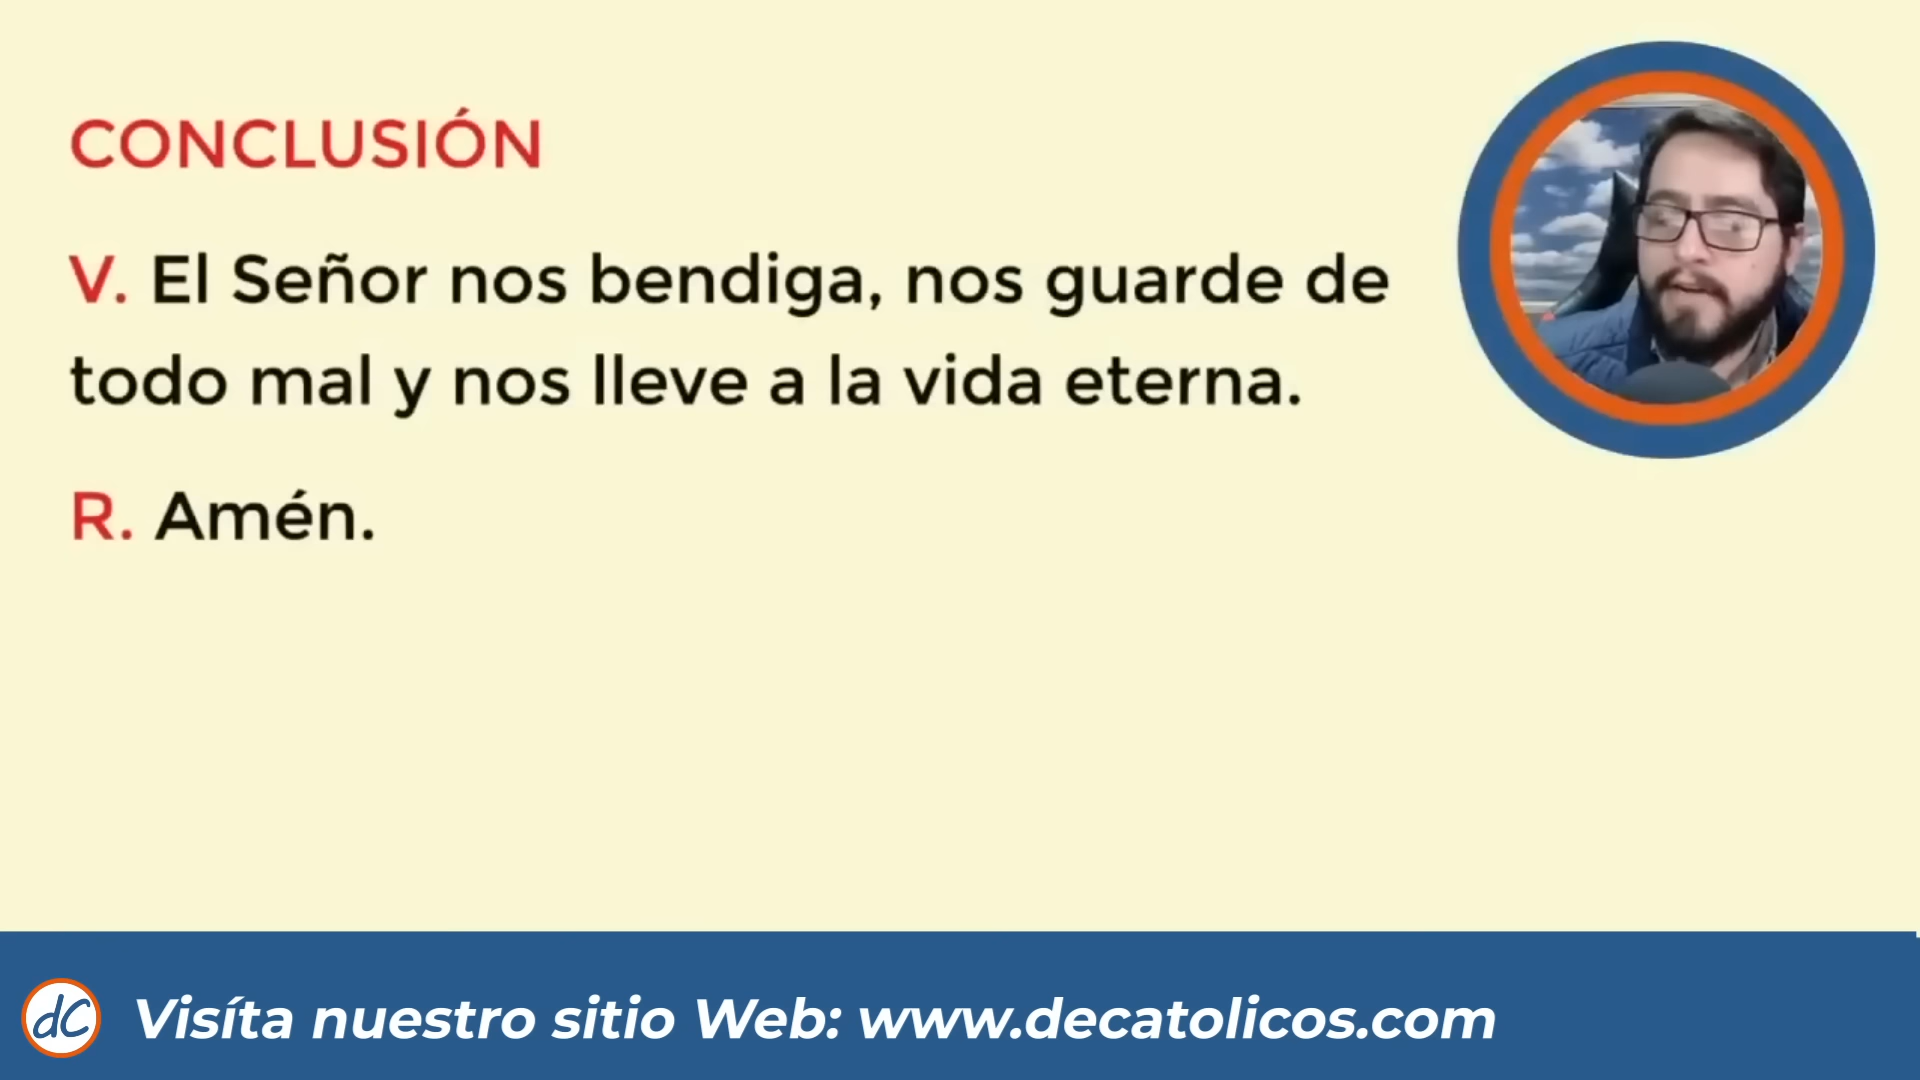 CONCLUSIÓN
V. El Señor nos bendiga, nos guarde de
todo mal y nos lleve a la vida eterna.
R. Amén.
dC Visíta nuestro sitio Web: www.decatolicos.com